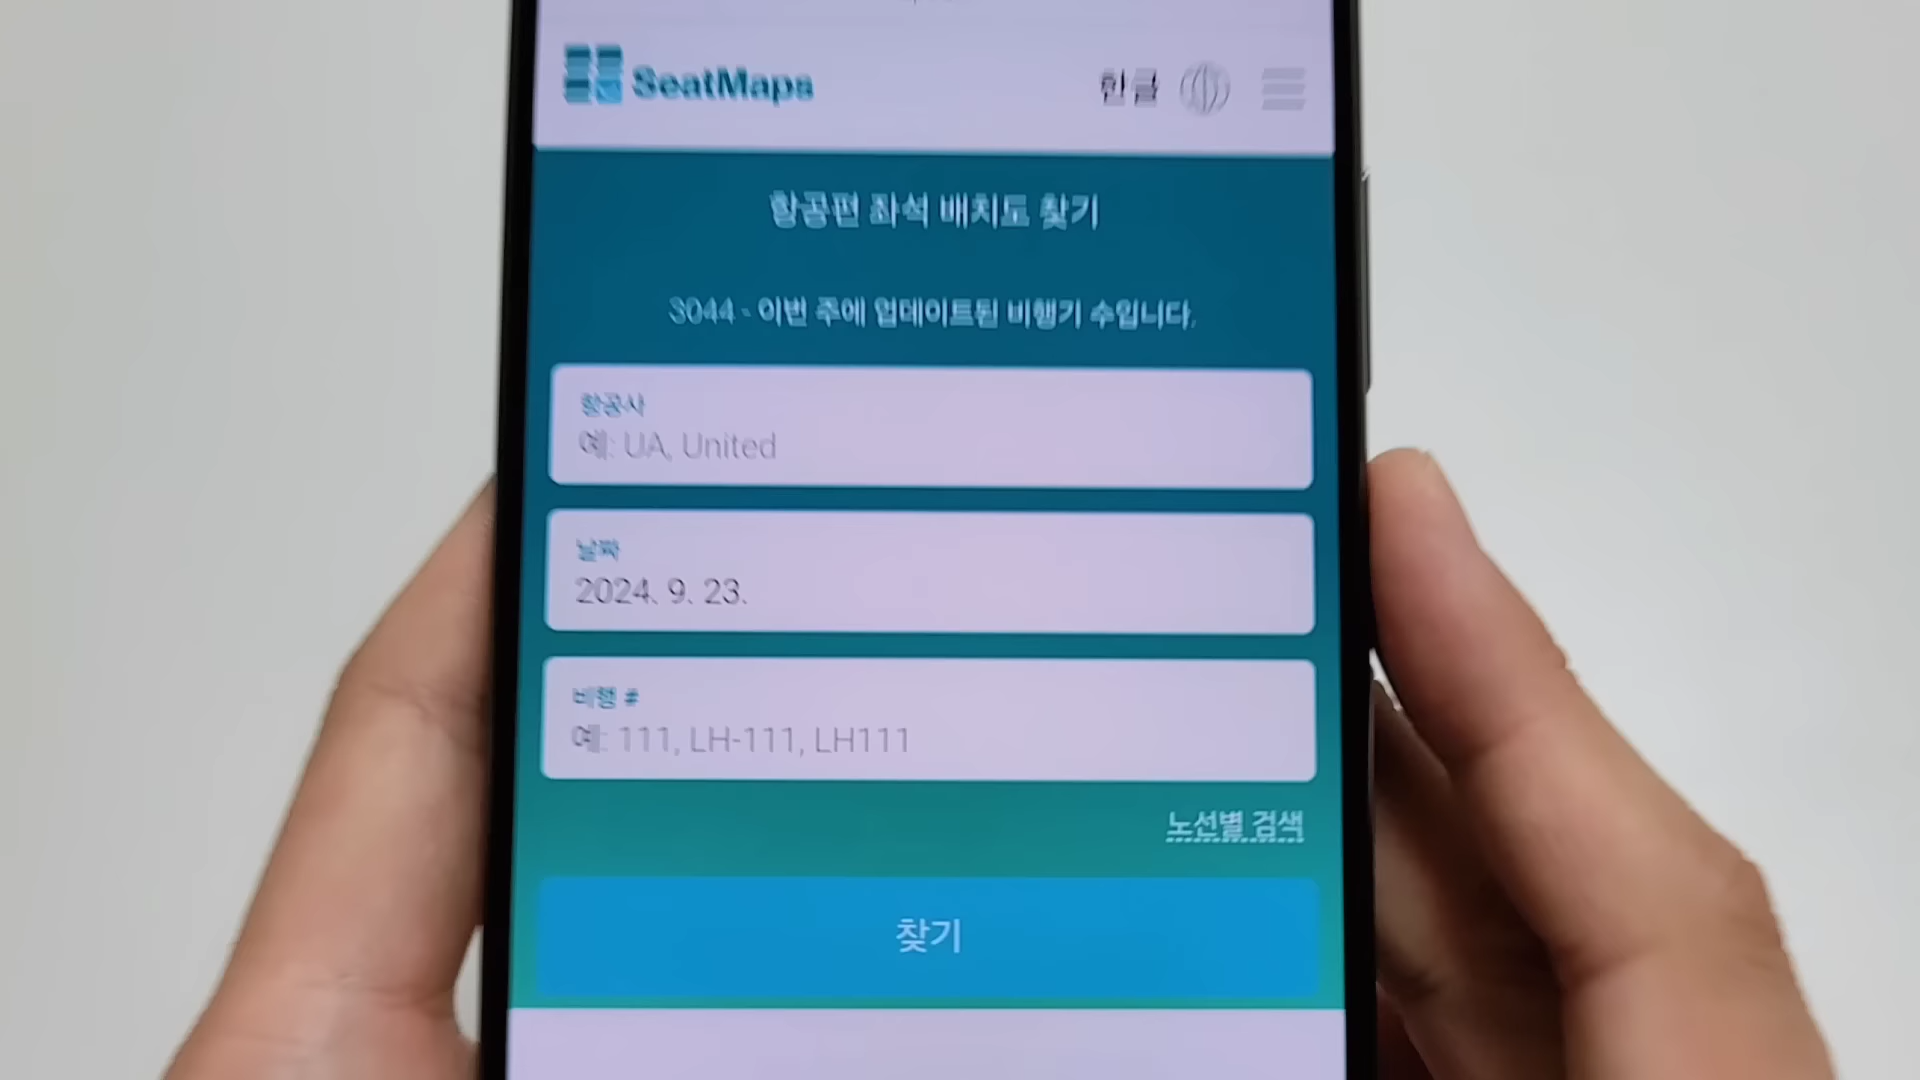 SeatMaps
한글
항공편 좌석 배치도 찾기
3044 - 이번 주에 업데이트된 비행기 수입니다.
항공사
예: UA, United
날짜
2024. 9. 23.
비행 #
예: 111, LH-111, LH111
노선별 검색
찾기